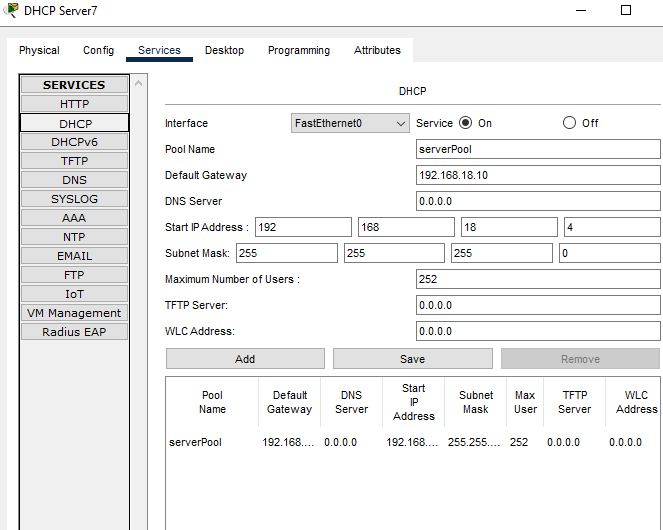 DHCP Server7
Physical Config Services Desktop Programming Attributes
SERVICES
HTTP
DHCP
DHCPv6
TFTP
DNS
SYSLOG
AAA
NTP
EMAIL
FTP
IoT
VM Management
Radius EAP
DHCP
Interface FastEthernet0 Service On Off
Pool Name serverPool
Default Gateway 192.168.18.10
DNS Server 0.0.0.0
Start IP Address : 192 168 18 4
Subnet Mask: 255 255 255 0
Maximum Number of Users : 252
TFTP Server: 0.0.0.0
WLC Address: 0.0.0.0
Add Save Remove
Pool Name Default Gateway DNS Server Start IP Address Subnet Mask Max User TFTP Server WLC Address
serverPool 192.168.... 0.0.0.0 192.168.... 255.255.... 252 0.0.0.0 0.0.0.0